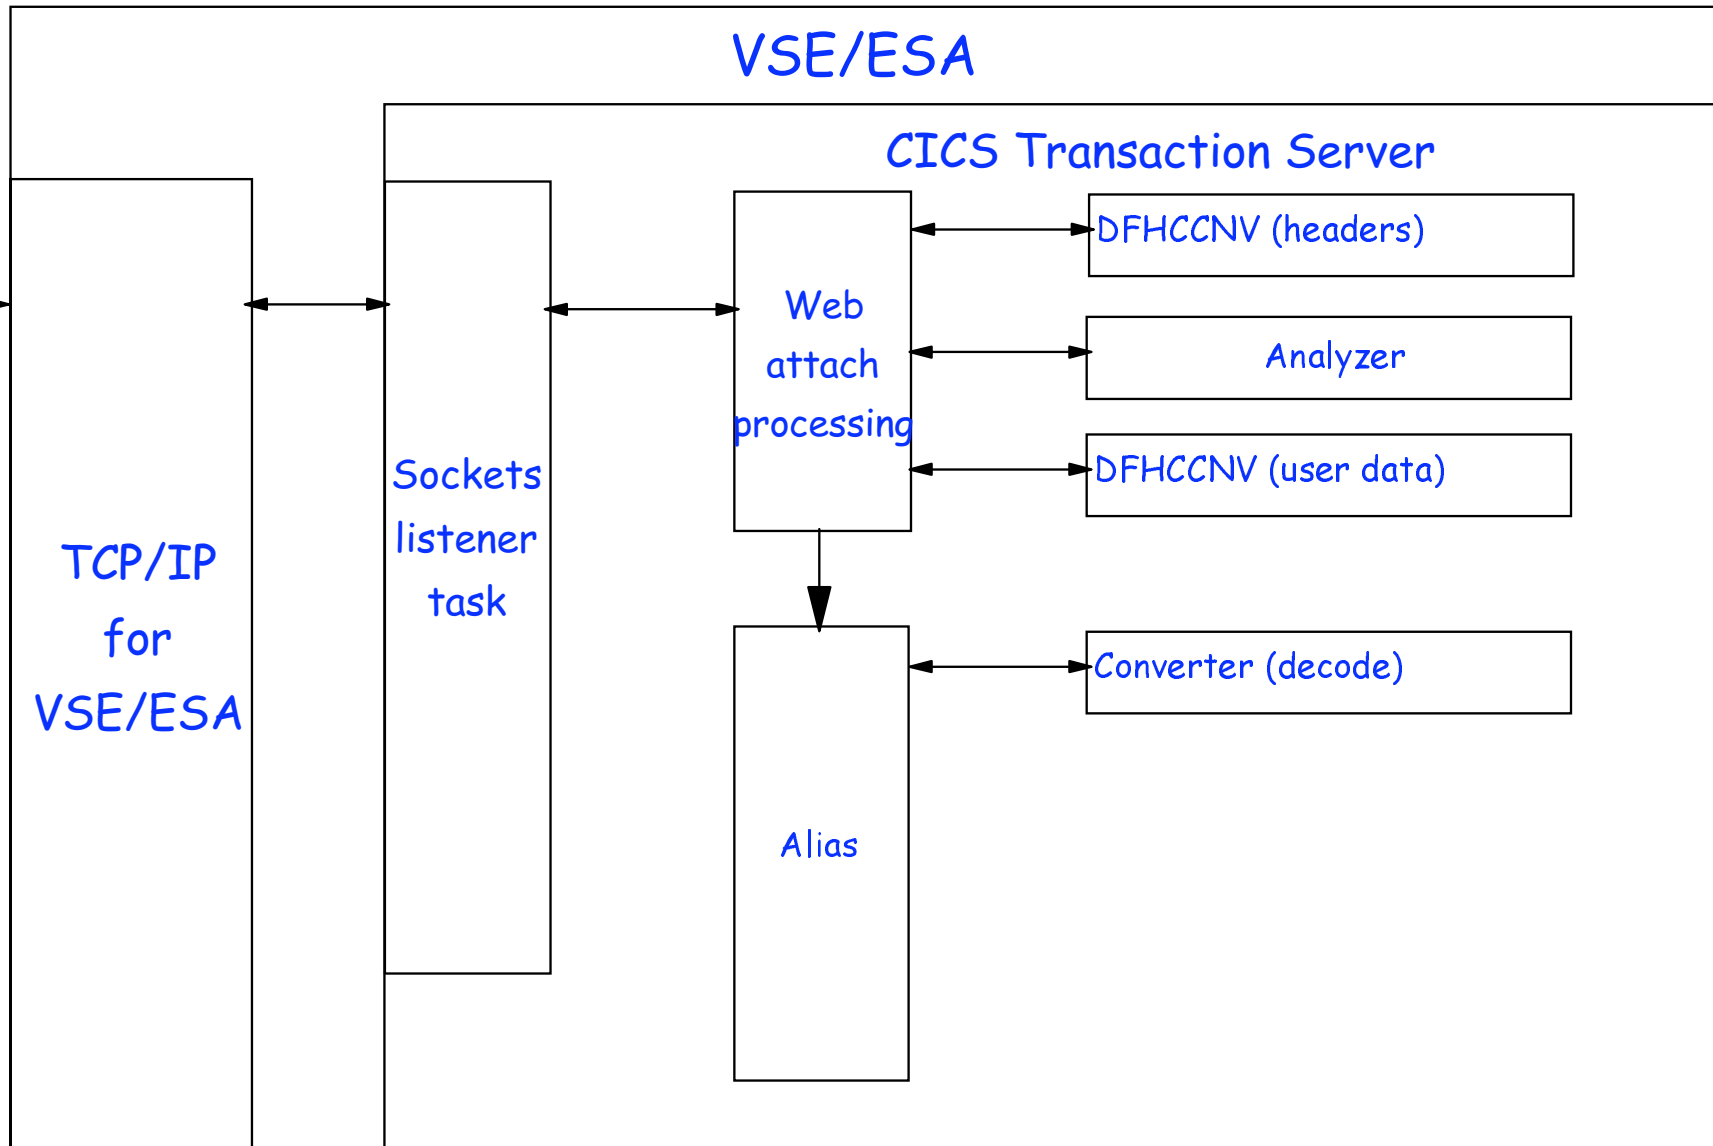 VSE/ESA
CICS Transaction Server
DFHCCNV (headers)
Web
attach
processing
Analyzer
DFHCCNV (user data)
Sockets
listener
task
TCP/IP
for
VSE/ESA
Converter (decode)
Alias